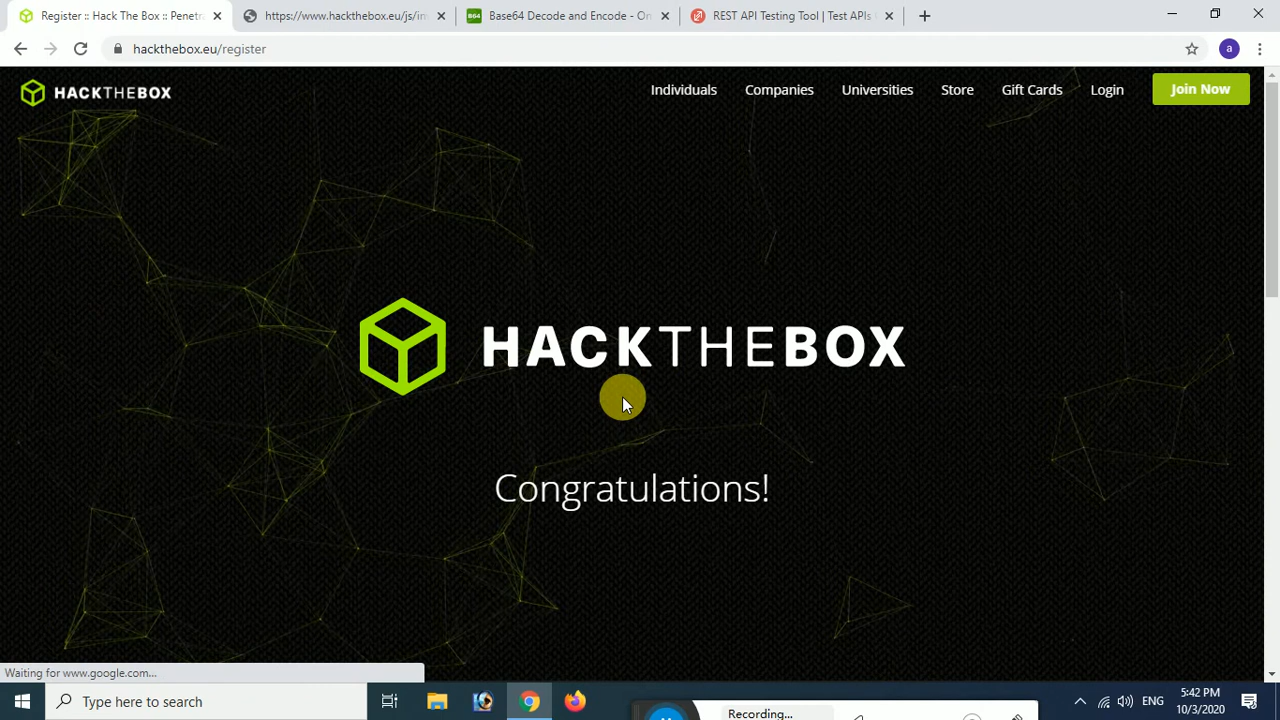 Register :: Hack The Box :: Penetr
https://www.hackthebox.eu/js/in
B64 Base64 Decode and Encode - On
REST API Testing Tool | Test APIs
hackthebox.eu/register
a
HACKTHEBOX
Individuals
Companies
Universities
Store
Gift Cards
Login
Join Now
HACKTHEBOX
Congratulations!
Waiting for www.google.com...
Type here to search
Recording...
ENG
5:42 PM
10/3/2020